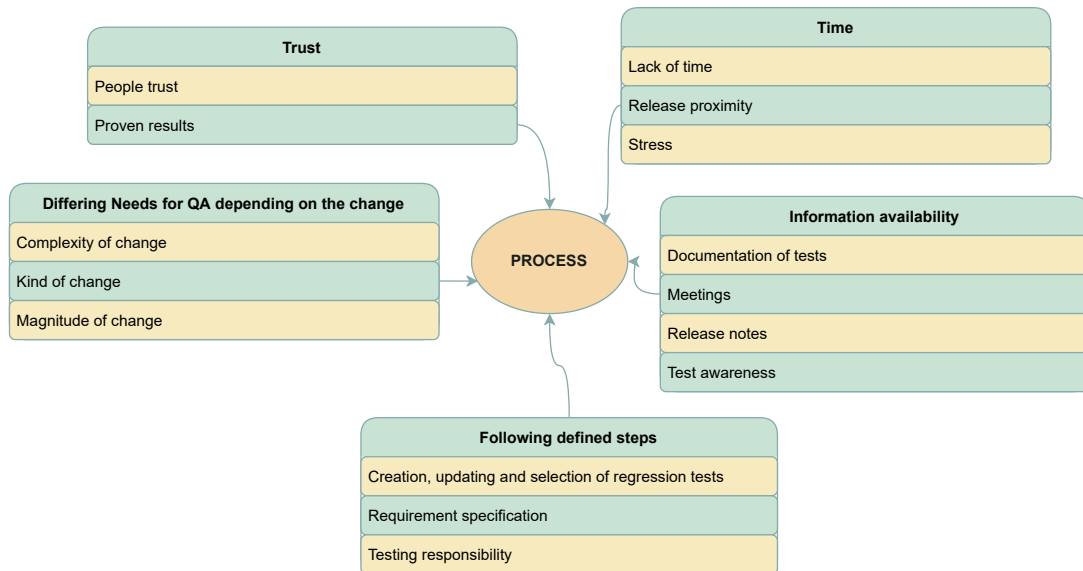 Trust
People trust
Proven results
Time
Lack of time
Release proximity
Stress
Differing Needs for QA depending on the change
Complexity of change
Kind of change
Magnitude of change
PROCESS
Information availability
Documentation of tests
Meetings
Release notes
Test awareness
Following defined steps
Creation, updating and selection of regression tests
Requirement specification
Testing responsibility